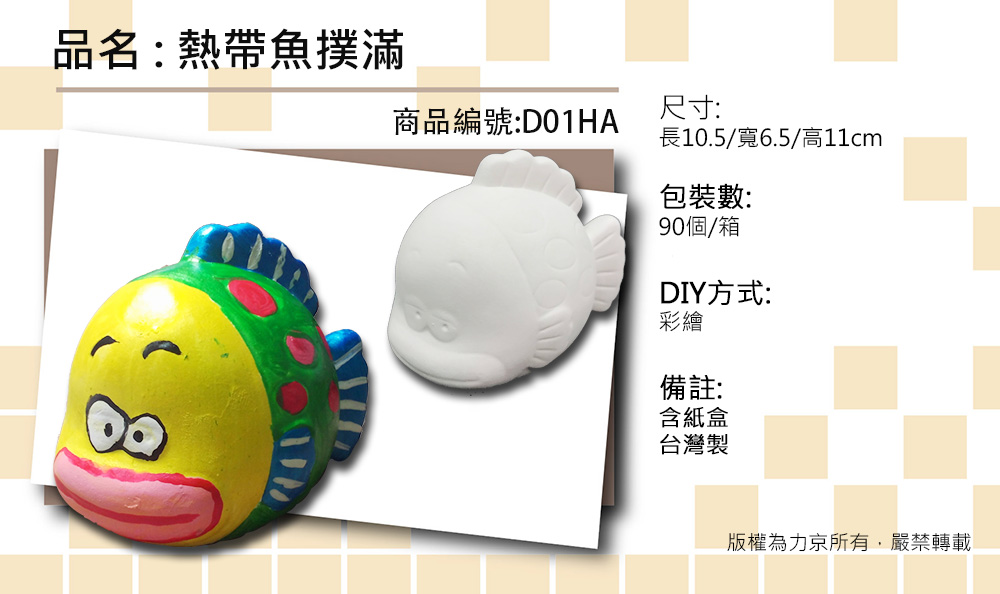 品名 : 熱帶魚撲滿
商品編號:D01HA
尺寸:
長10.5/寬6.5/高11cm
包裝數:
90個/箱
DIY方式:
彩繪
備註:
含紙盒
台灣製
版權為力京所有，嚴禁轉載